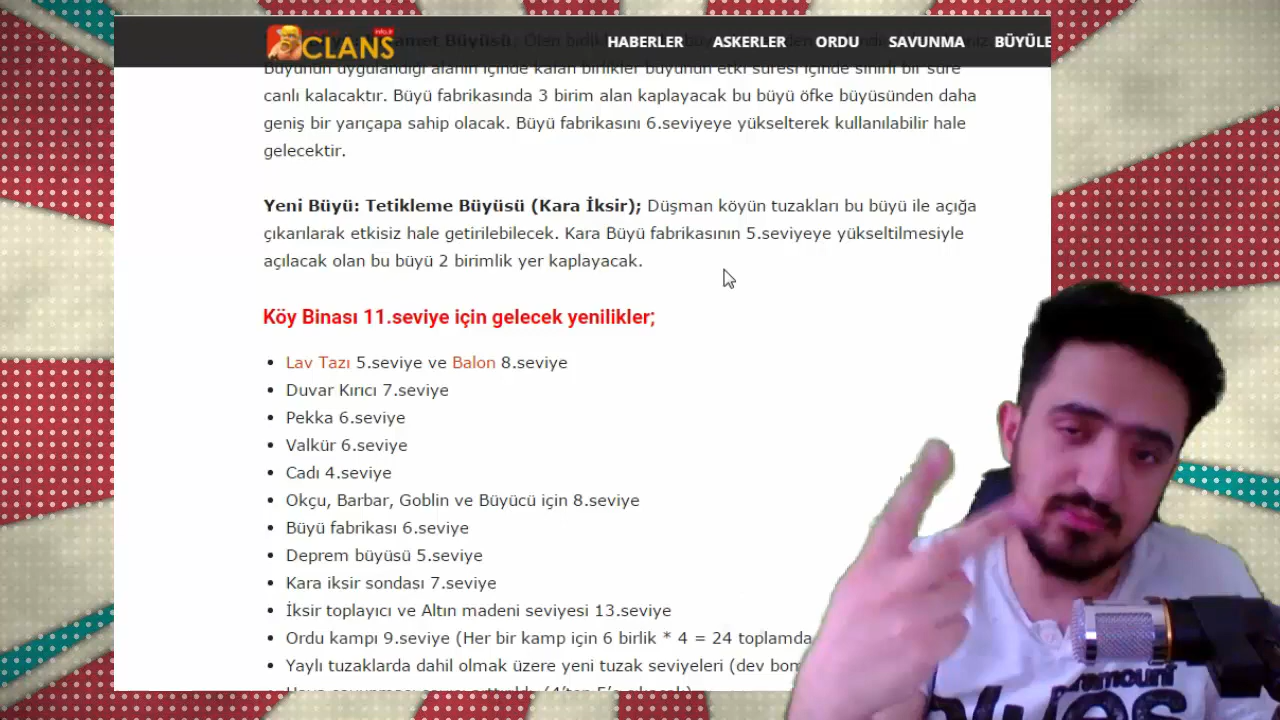 CLANS
HABERLER ASKERLER ORDU SAVUNMA BÜYÜLE
büyünün uygulandığı alanın içinde kalan birlikler büyünün etki süresi içinde sınırlı bir süre
canlı kalacaktır. Büyü fabrikasında 3 birim alan kaplayacak bu büyü öfke büyüsünden daha
geniş bir yarıçapa sahip olacak. Büyü fabrikasını 6.seviyeye yükselterek kullanılabilir hale
gelecektir.
Yeni Büyü: Tetikleme Büyüsü (Kara İksir); Düşman köyün tuzakları bu büyü ile açığa
çıkarılarak etkisiz hale getirilebilecek. Kara Büyü fabrikasının 5.seviyeye yükseltilmesiyle
açılacak olan bu büyü 2 birimlik yer kaplayacak.
Köy Binası 11.seviye için gelecek yenilikler;
• Lav Tazı 5.seviye ve Balon 8.seviye
• Duvar Kırıcı 7.seviye
• Pekka 6.seviye
• Valkür 6.seviye
• Cadı 4.seviye
• Okçu, Barbar, Goblin ve Büyücü için 8.seviye
• Büyü fabrikası 6.seviye
• Deprem büyüsü 5.seviye
• Kara iksir sondası 7.seviye
• İksir toplayıcı ve Altın madeni seviyesi 13.seviye
• Ordu kampı 9.seviye (Her bir kamp için 6 birlik * 4 = 24 toplamda
• Yaylı tuzaklarda dahil olmak üzere yeni tuzak seviyeleri (dev bom